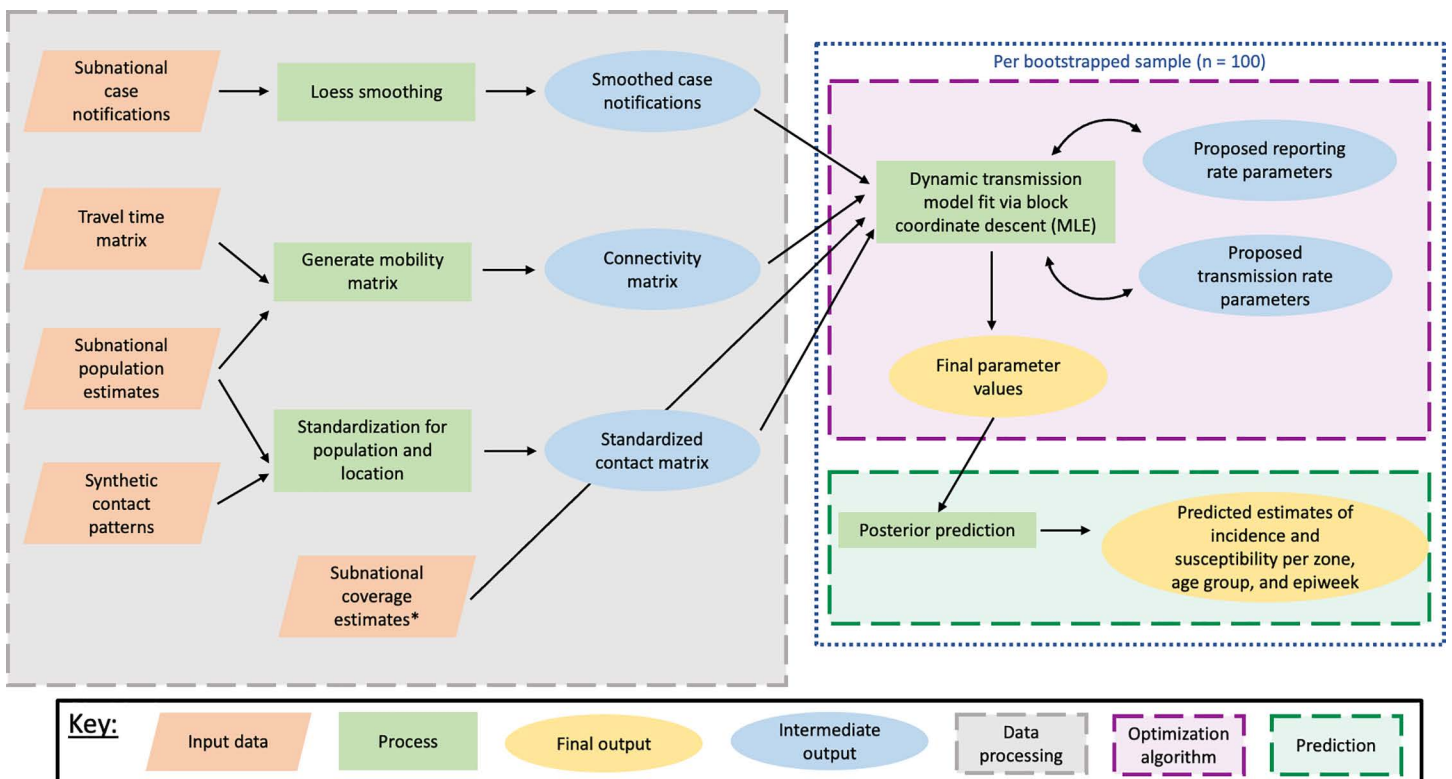 Subnational
case
notifications
Loess smoothing
Smoothed case
notifications
Travel time
matrix
Generate mobility
matrix
Connectivity
matrix
Subnational
population
estimates
Standardization for
population and
location
Standardized
contact matrix
Synthetic
contact
patterns
Subnational
coverage
estimates*
Per bootstrapped sample (n = 100)
Dynamic transmission
model fit via block
coordinate descent (MLE)
Proposed reporting
rate parameters
Proposed
transmission rate
parameters
Final parameter
values
Posterior prediction
Predicted estimates of
incidence and
susceptibility per zone,
age group, and epiweek
Key:
Input data
Process
Final output
Intermediate
output
Data
processing
Optimization
algorithm
Prediction